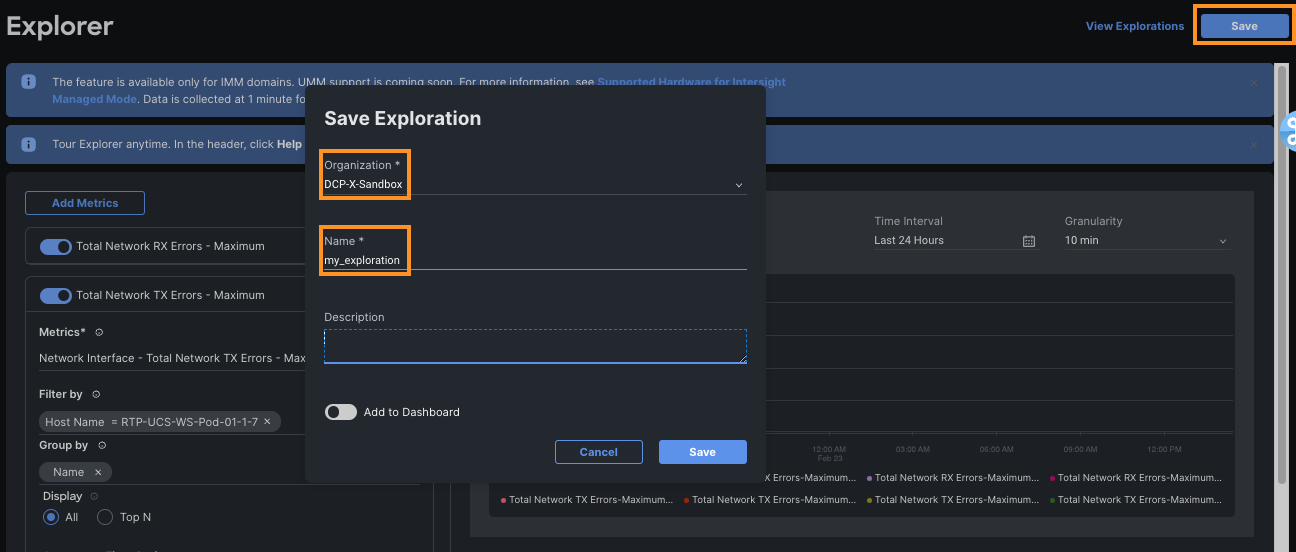 Explorer
View Explorations
Save
The feature is available only for IMM domains. UMM support is coming soon. For more information, see Supported Hardware for Intersight
Managed Mode. Data is collected at 1 minute fo
Tour Explorer anytime. In the header, click Help
Save Exploration
Organization *
DCP-X-Sandbox
Name *
my_exploration
Description
Add to Dashboard
Cancel
Save
Add Metrics
Total Network RX Errors - Maximum
Total Network TX Errors - Maximum
Metrics*
Network Interface - Total Network TX Errors - Max
Filter by
Host Name = RTP-UCS-WS-Pod-01-1-7 ×
Group by
Name ×
Display
All
Top N
Time Interval
Last 24 Hours
Granularity
10 min
12:00 AM
Feb 23
03:00 AM
06:00 AM
09:00 AM
12:00 PM
k RX Errors-Maximum...
Total Network RX Errors-Maximum...
Total Network RX Errors-Maximum...
Total Network TX Errors-Maximum...
Total Network TX Errors-Maximum...
Total Network TX Errors-Maximum...
Total Network TX Errors-Maximum...